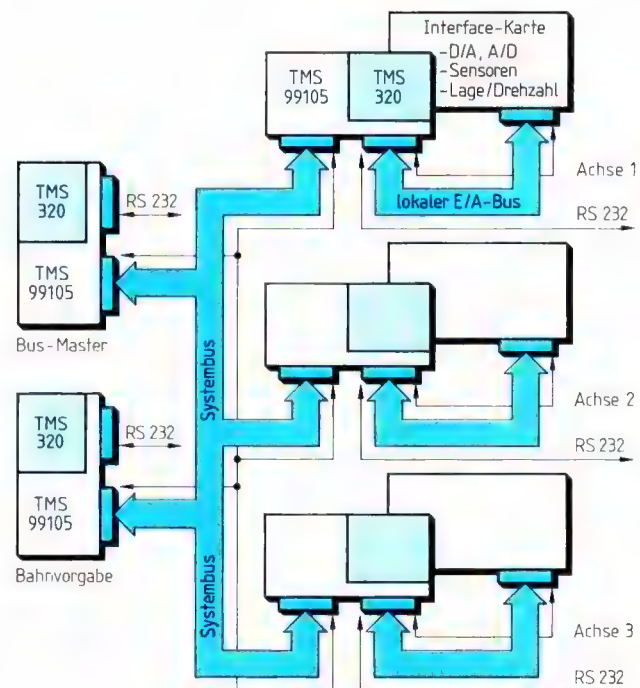 Interface-Karte
-D/A, A/D
-Sensoren
-Lage/Drehzahl
TMS
99105
TMS
320
Achse 1
lokaler E/A-Bus
RS 232
TMS
320
RS 232
TMS
99105
Bus-Master
Systembus
Achse 2
RS 232
TMS
320
RS 232
TMS
99105
Bahnvorgabe
Systembus
Achse 3
RS 232